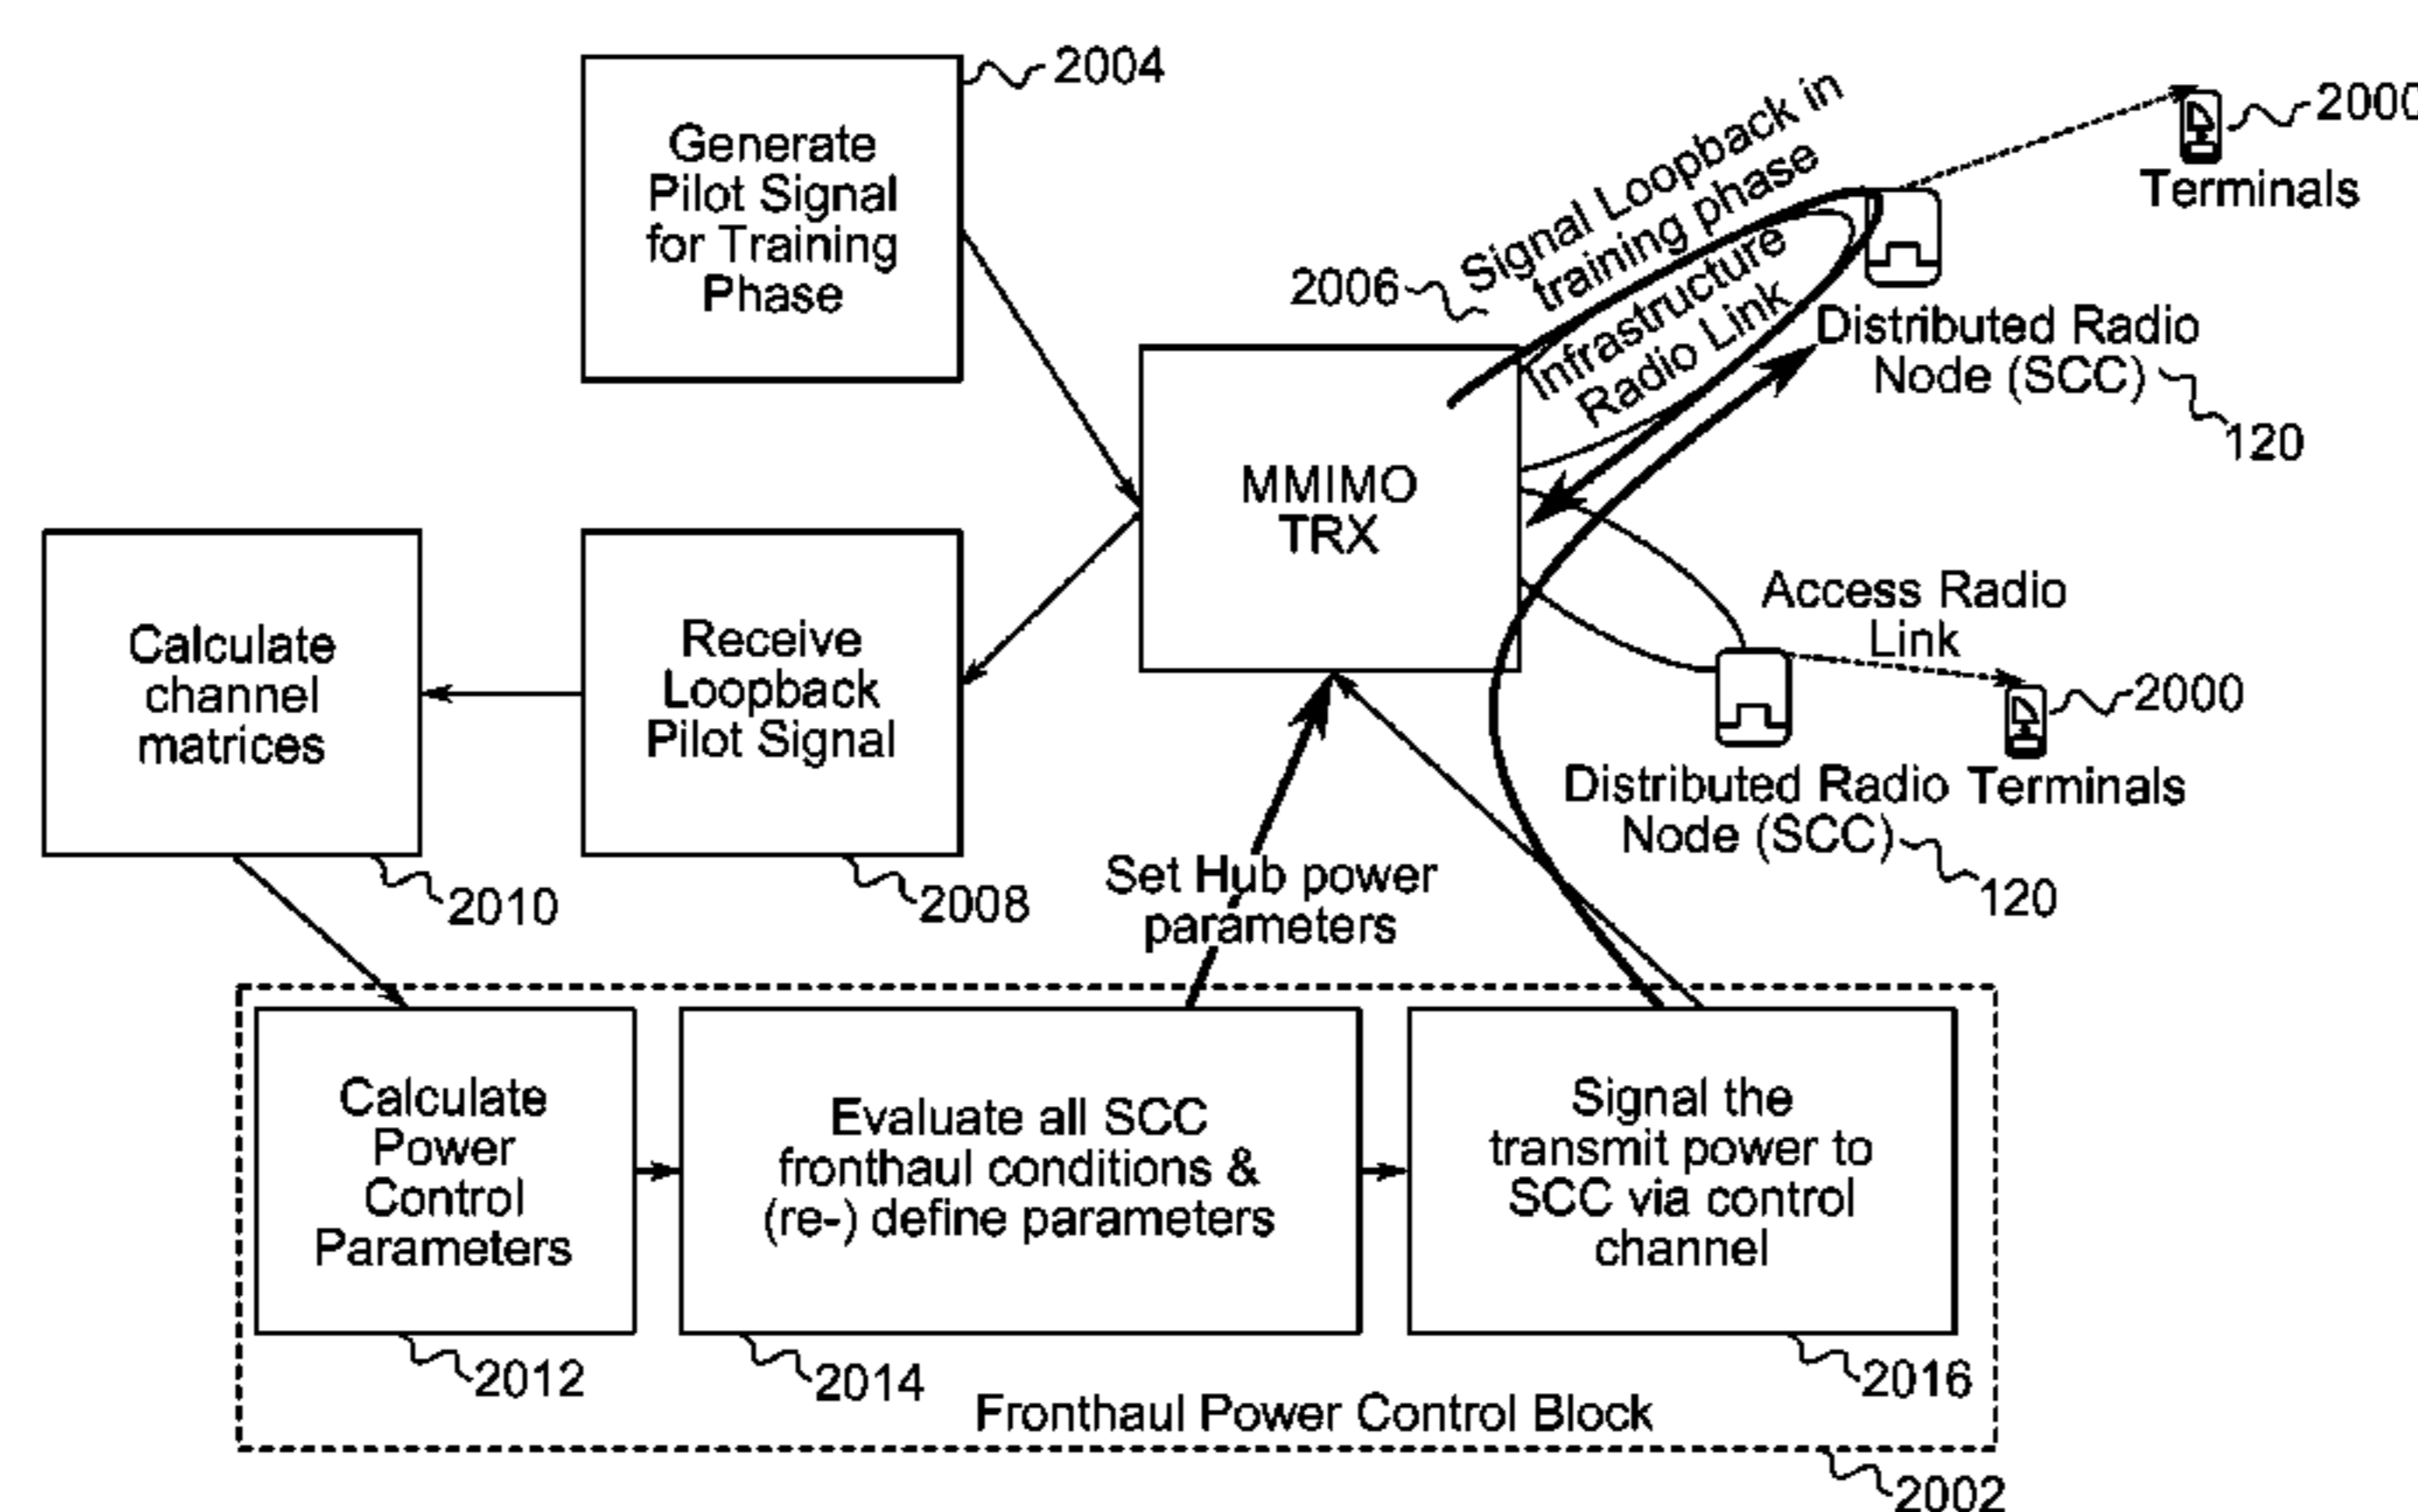 2004
Generate
Pilot Signal
for Training
Phase
Signal Loopback in
training phase
2006
Infrastructure
Radio Link
2000
Terminals
Distributed Radio
Node (SCC)
120
MMIMO
TRX
Access Radio
Link
2000
Terminals
Distributed Radio
Node (SCC)
120
Calculate
channel
matrices
2010
Receive
Loopback
Pilot Signal
2008
Set Hub power
parameters
Calculate
Power
Control
Parameters
2012
Evaluate all SCC
fronthaul conditions &
(re-) define parameters
2014
Signal the
transmit power to
SCC via control
channel
2016
Fronthaul Power Control Block
2002